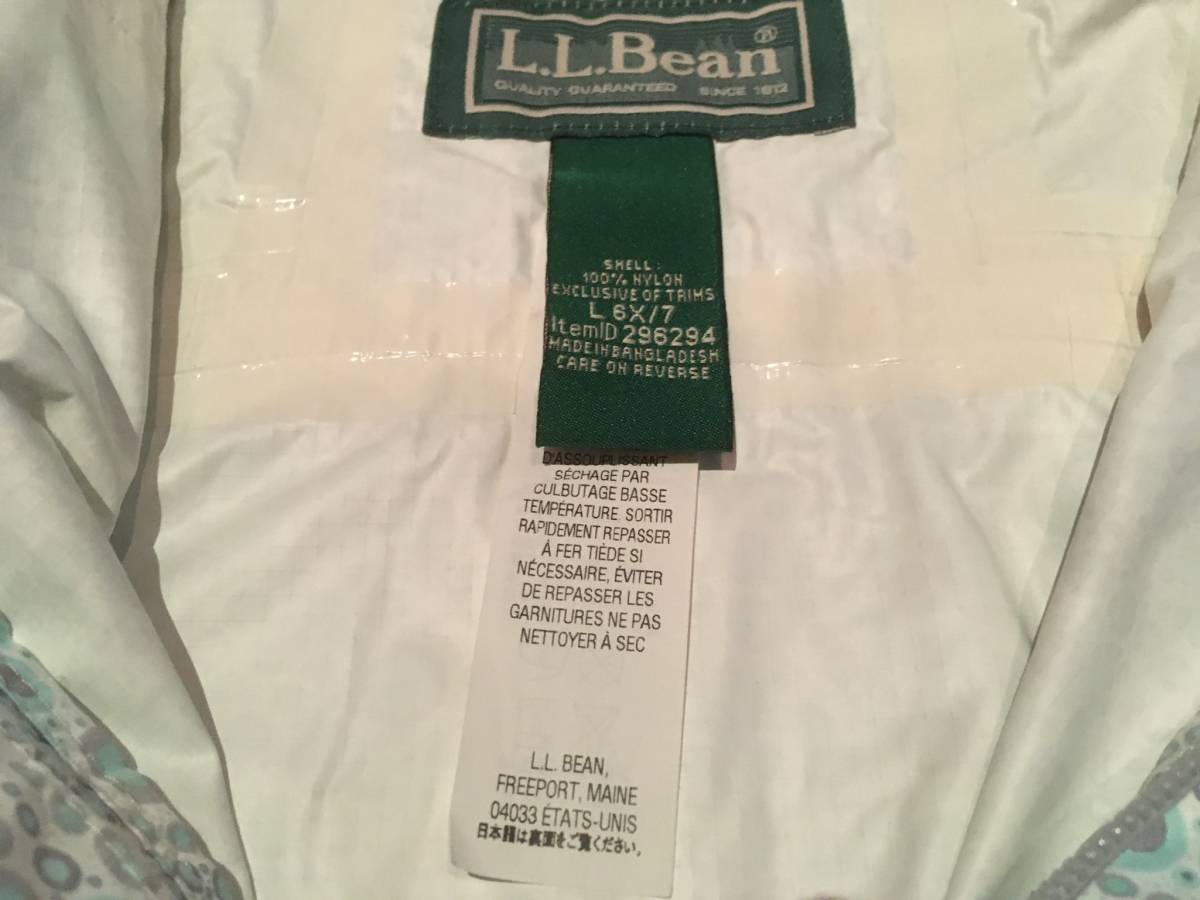 L.L.Bean®
QUALITY GUARANTEED SINCE 1912
SHELL:
100% NYLON
EXCLUSIVE OF TRIMS
L 6X/7
ItemID 296294
MADE IN BANGLADESH
CARE ON REVERSE
D'ASSOUPLISSANT
SÉCHAGE PAR
CULBUTAGE BASSE
TEMPÉRATURE. SORTIR
RAPIDEMENT REPASSER
À FER TIÈDE SI
NÉCESSAIRE, ÉVITER
DE REPASSER LES
GARNITURES NE PAS
NETTOYER À SEC
L.L. BEAN,
FREEPORT, MAINE
04033 ÉTATS-UNIS
日本語は裏面をご覧ください。